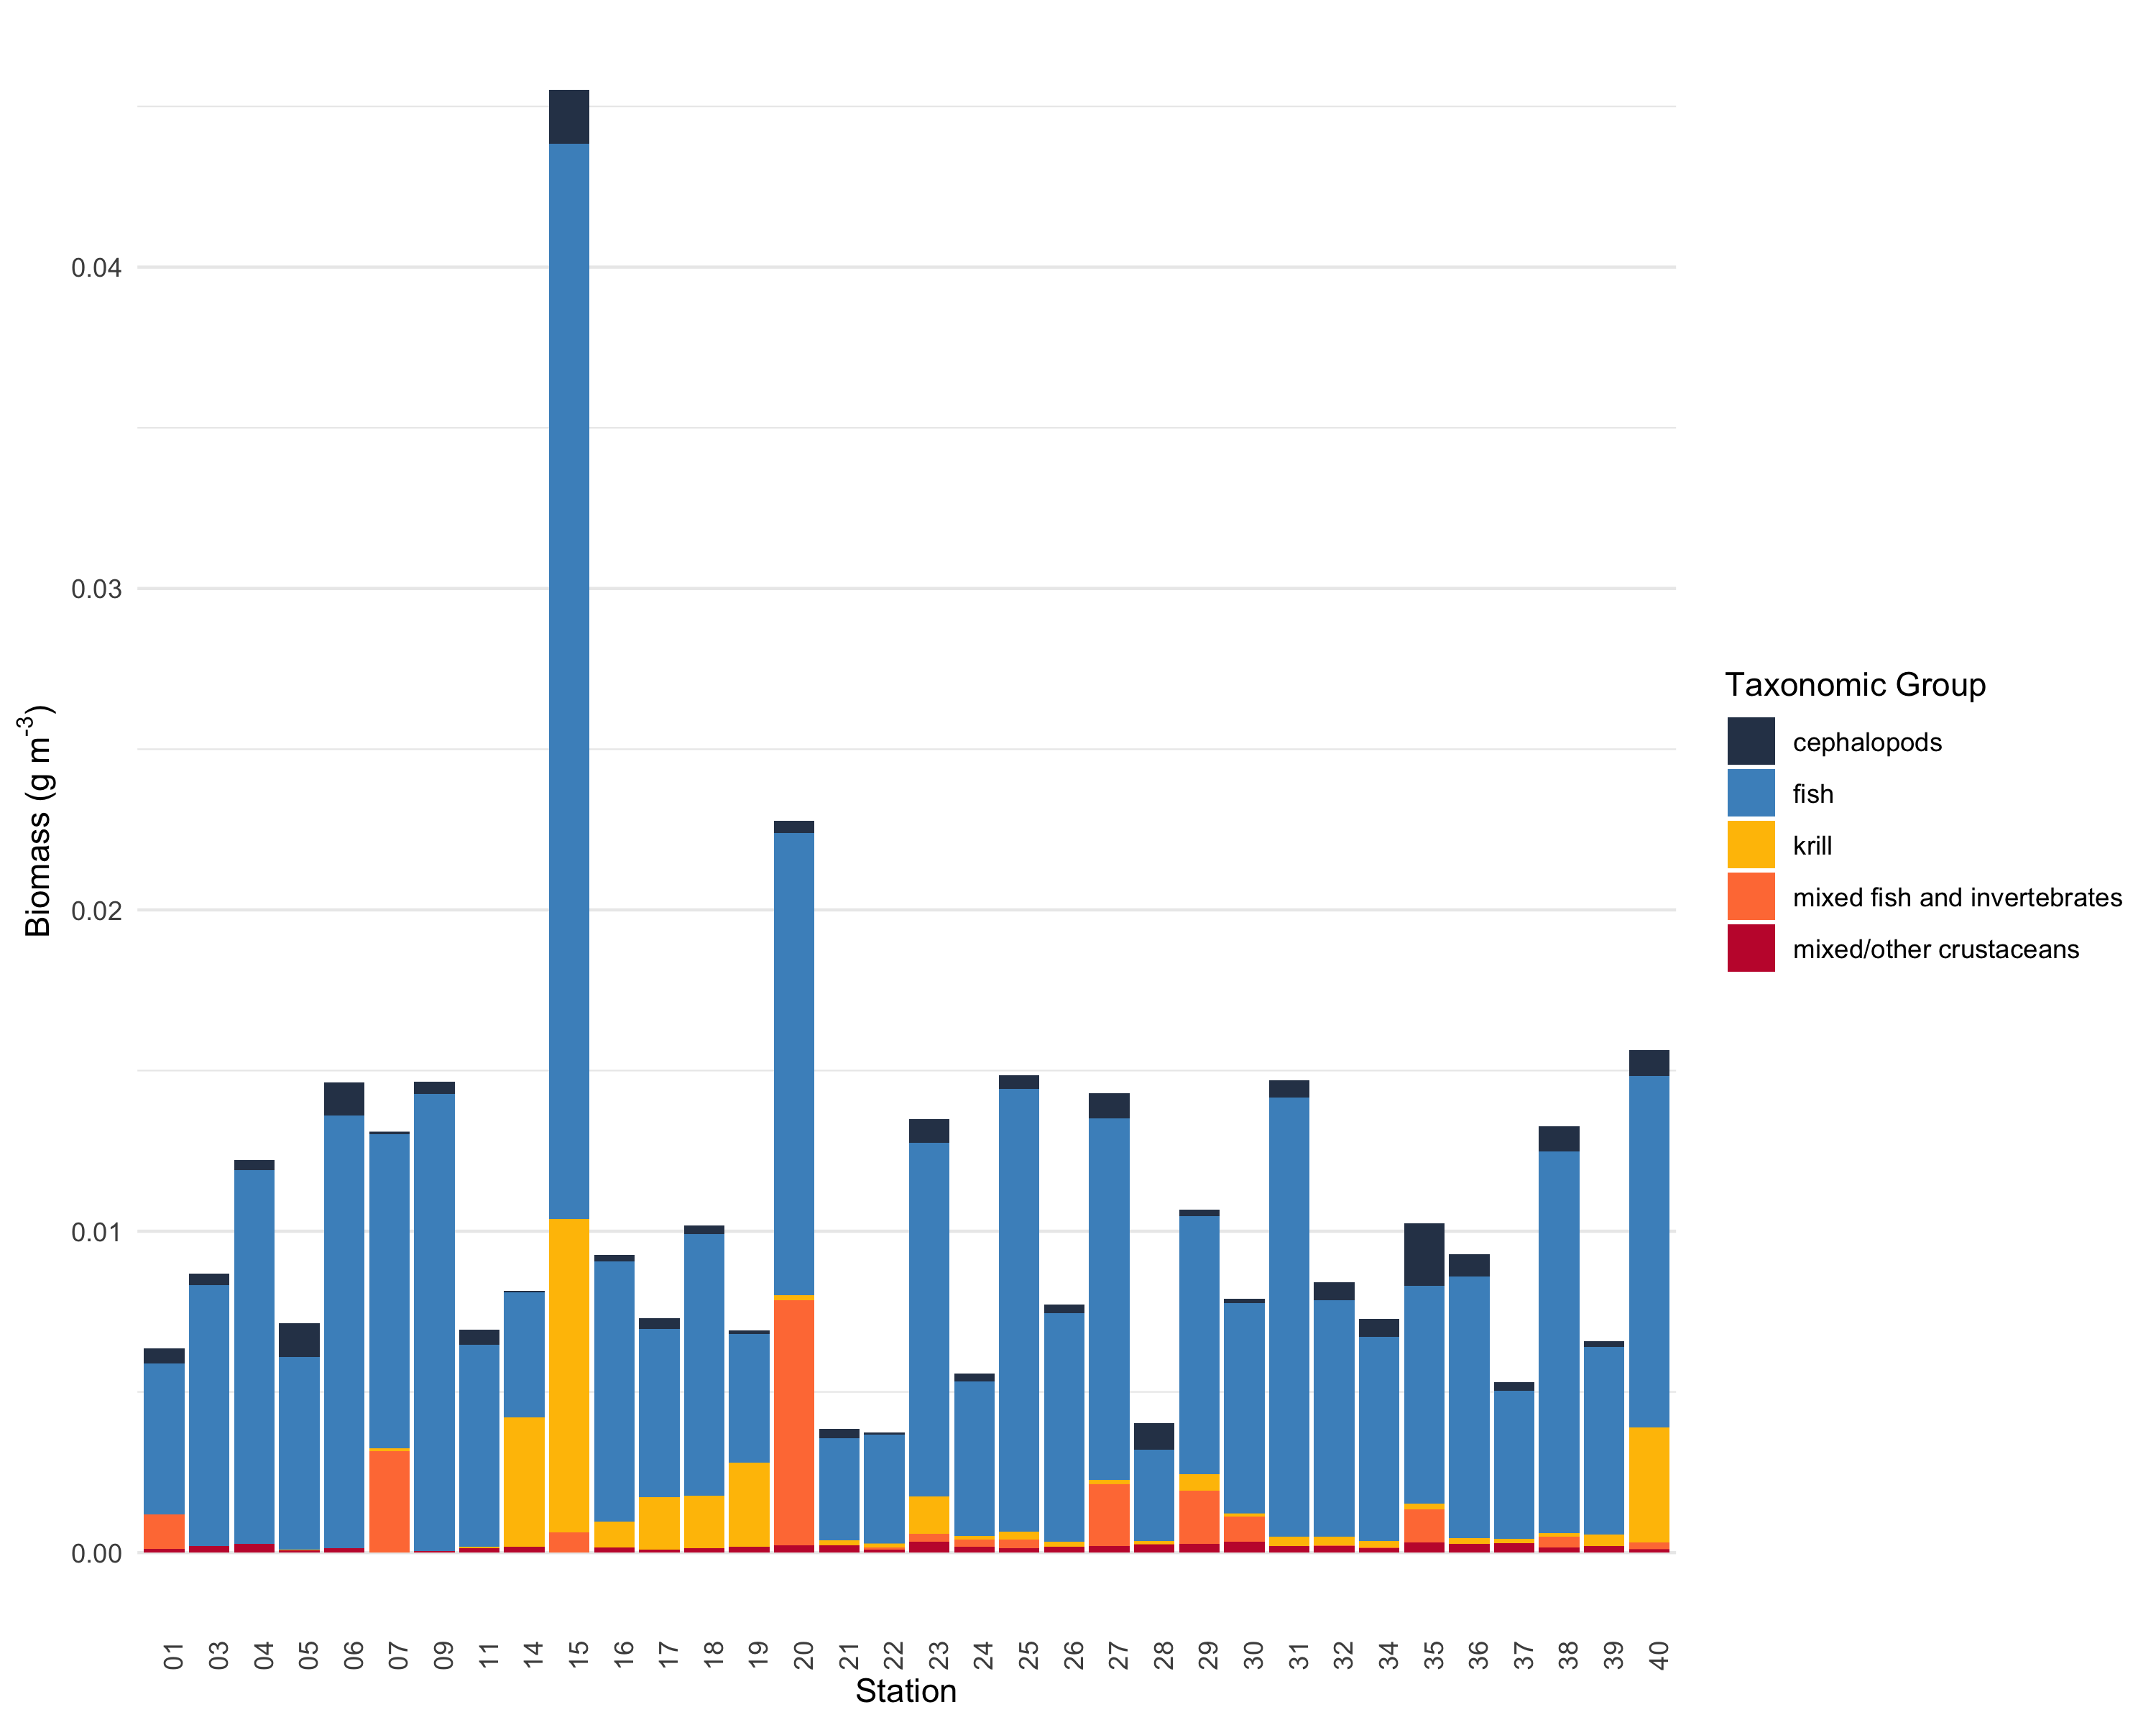 0.04
0.03
0.02
0.01
0.00
Biomass (g m-3)
01 03 04 05 06 07 09 11 14 15 16 17 18 19 20 21 22 23 24 25 26 27 28 29 30 31 32 34 35 36 37 38 39 40
Station
Taxonomic Group
cephalopods
fish
krill
mixed fish and invertebrates
mixed/other crustaceans